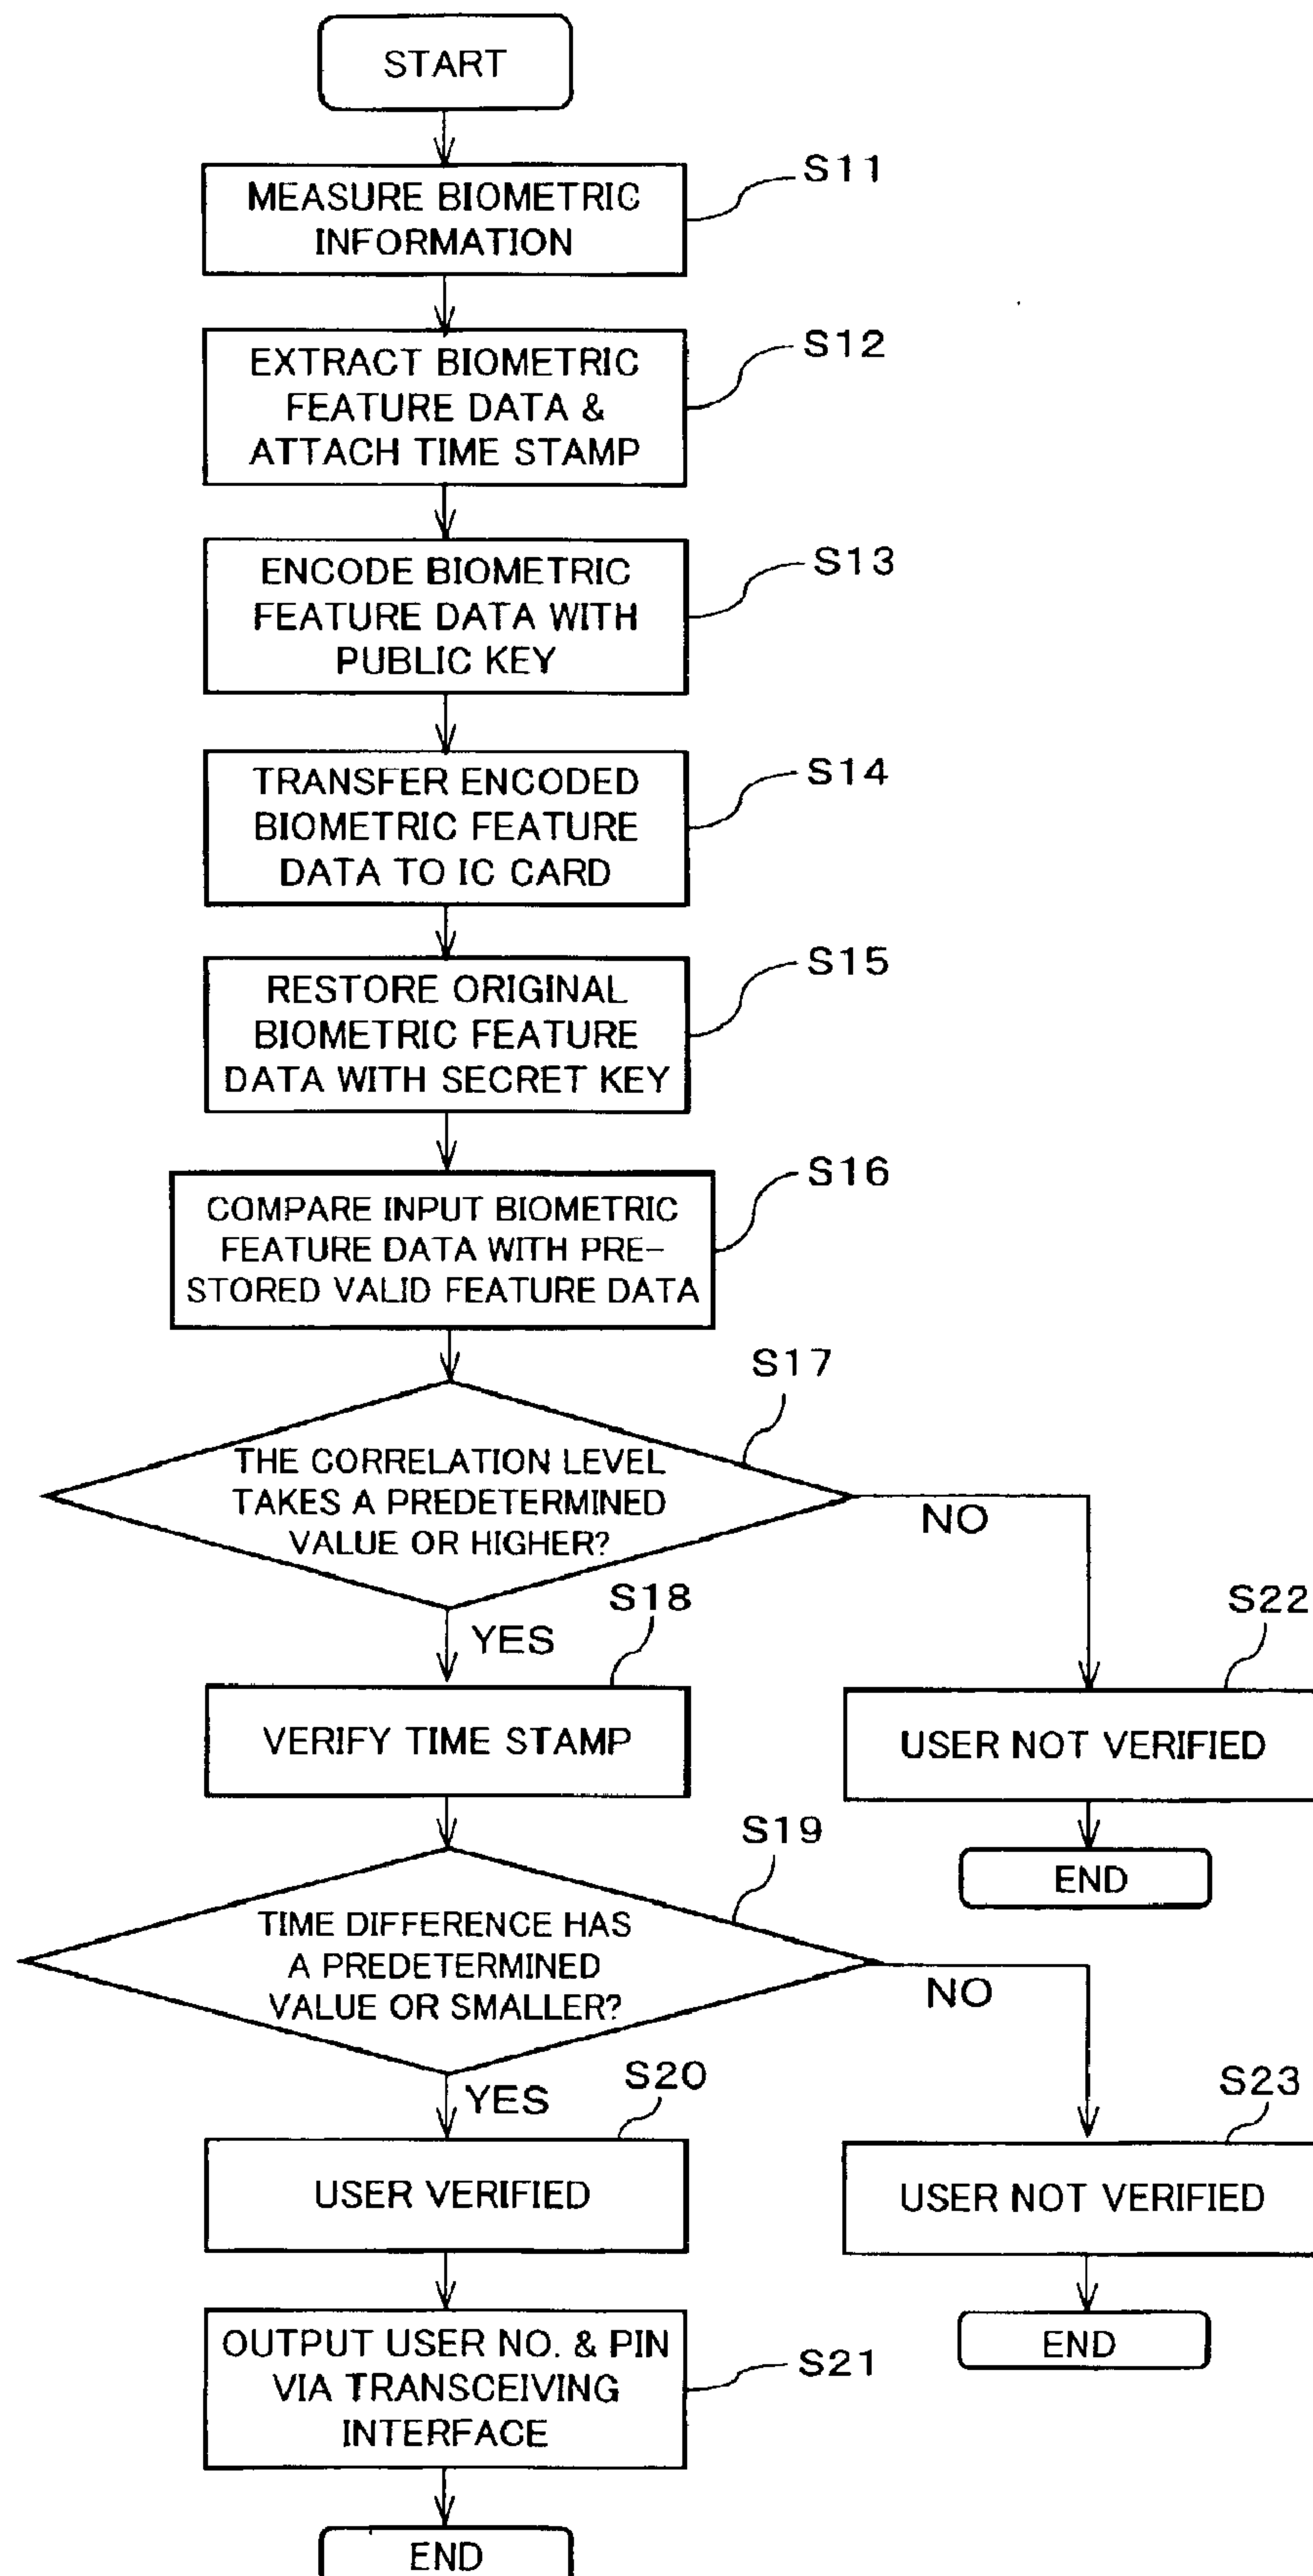 START
S11
MEASURE BIOMETRIC
INFORMATION
S12
EXTRACT BIOMETRIC
FEATURE DATA &
ATTACH TIME STAMP
S13
ENCODE BIOMETRIC
FEATURE DATA WITH
PUBLIC KEY
S14
TRANSFER ENCODED
BIOMETRIC FEATURE
DATA TO IC CARD
S15
RESTORE ORIGINAL
BIOMETRIC FEATURE
DATA WITH SECRET KEY
S16
COMPARE INPUT BIOMETRIC
FEATURE DATA WITH PRE-
STORED VALID FEATURE DATA
S17
THE CORRELATION LEVEL
TAKES A PREDETERMINED
VALUE OR HIGHER?
NO
YES
S18
S22
VERIFY TIME STAMP
USER NOT VERIFIED
END
S19
TIME DIFFERENCE HAS
A PREDETERMINED
VALUE OR SMALLER?
NO
YES
S20
S23
USER VERIFIED
USER NOT VERIFIED
END
S21
OUTPUT USER NO. & PIN
VIA TRANSCEIVING
INTERFACE
END